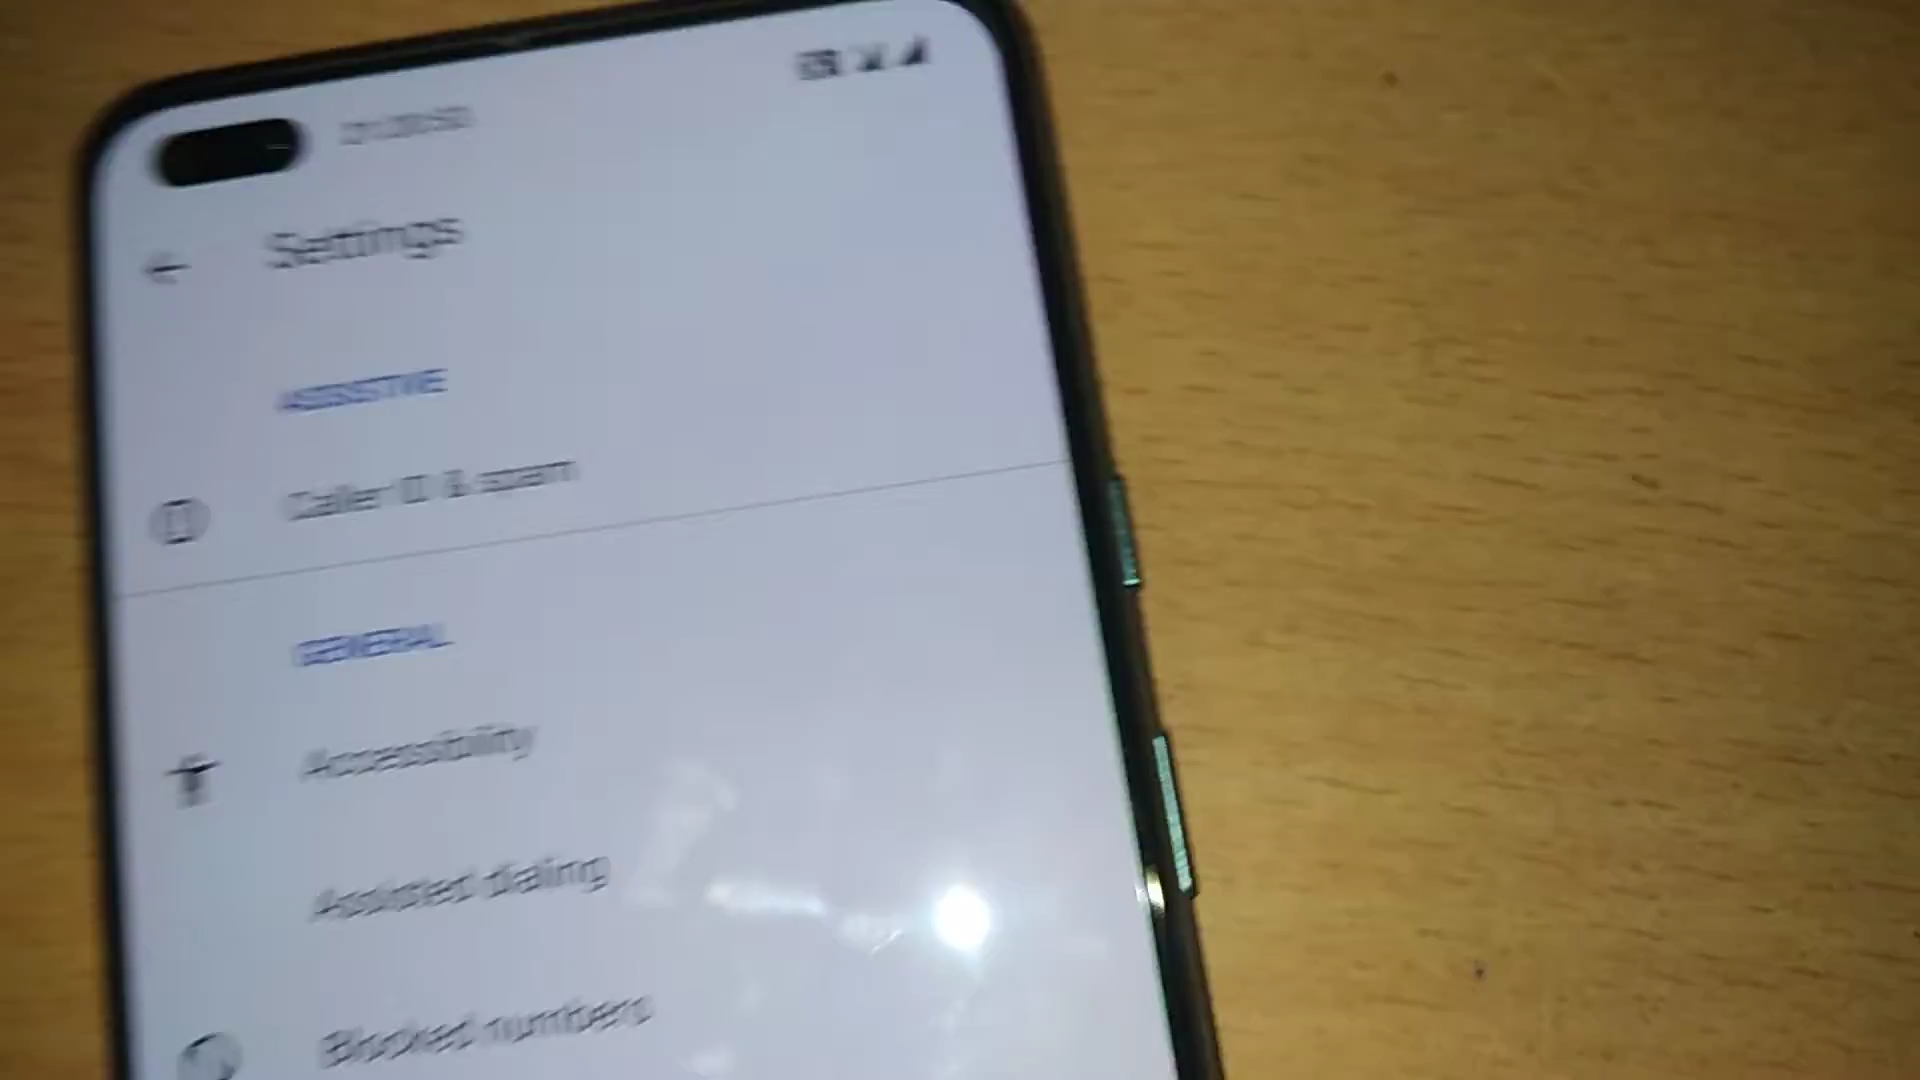 Settings
ASSISTIVE
Caller ID & spam
GENERAL
Accessibility
Assisted dialing
Blocked numbers